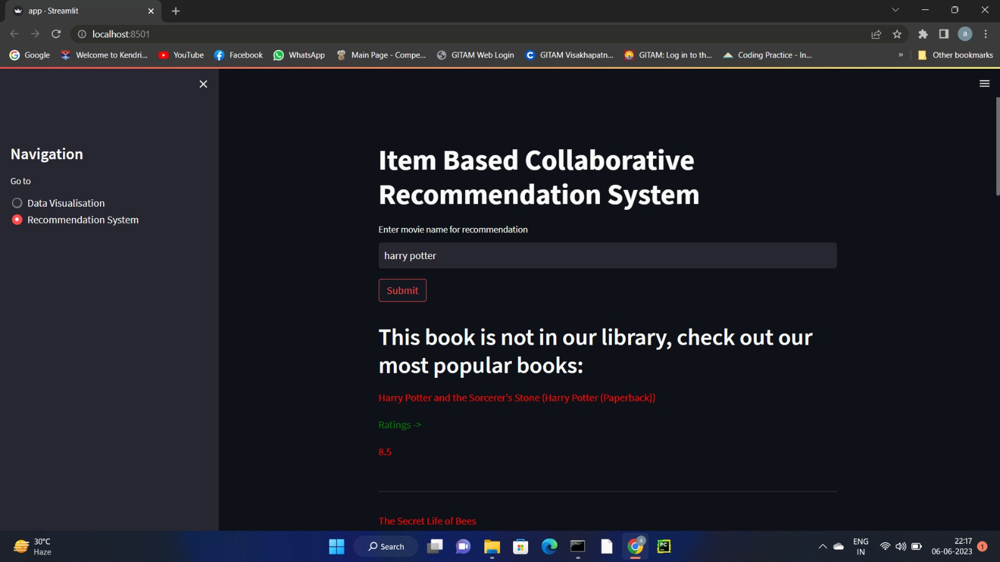 app · Streamlit
localhost:8501
a
Google
Welcome to Kendri...
YouTube
Facebook
WhatsApp
Main Page - Compe...
GITAM Web Login
GITAM Visakhapatn...
GITAM: Log in to th...
Coding Practice - In...
»
Other bookmarks
Navigation
Go to
Data Visualisation
Recommendation System
Item Based Collaborative
Recommendation System
Enter movie name for recommendation
harry potter
Submit
This book is not in our library, check out our
most popular books:
Harry Potter and the Sorcerer's Stone (Harry Potter (Paperback))
Ratings ->
8.5
The Secret Life of Bees
30°C
Haze
Search
a
PC
ENG
IN
22:17
06-06-2023
1